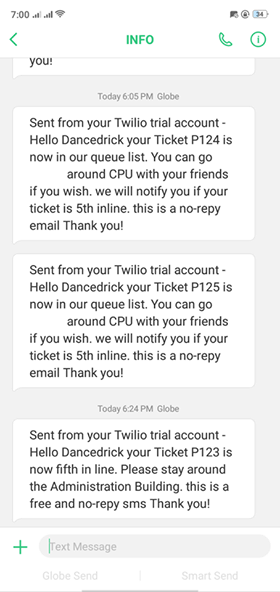 7:00
34
INFO
you!
Today 6:05 PM Globe
Sent from your Twilio trial account -
Hello Dancedrick your Ticket P124 is
now in our queue list. You can go
around CPU with your friends
if you wish. we will notify you if your
ticket is 5th inline. this is a no-repy
email Thank you!
Sent from your Twilio trial account -
Hello Dancedrick your Ticket P125 is
now in our queue list. You can go
around CPU with your friends
if you wish. we will notify you if your
ticket is 5th inline. this is a no-repy
email Thank you!
Today 6:24 PM Globe
Sent from your Twilio trial account -
Hello Dancedrick your Ticket P123 is
now fifth in line. Please stay around
the Administration Building. this is a
free and no-repy sms Thank you!
Text Message
Globe Send
Smart Send